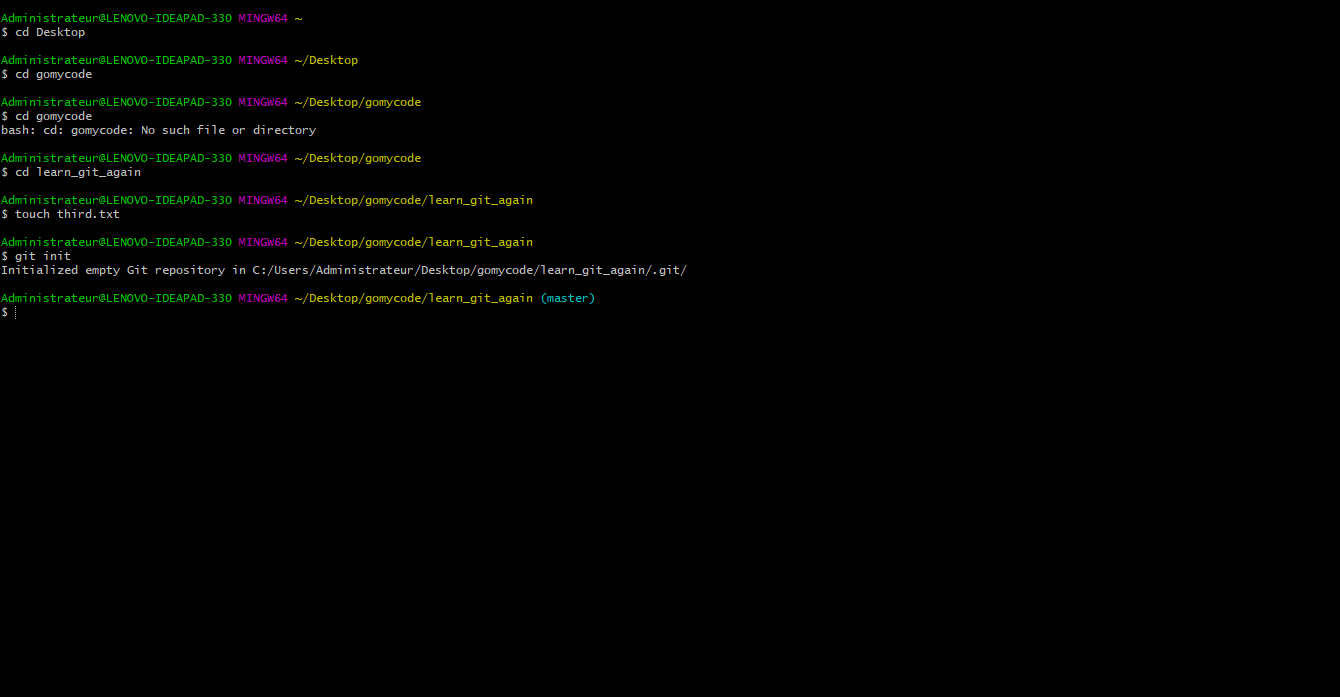 Administrateur@LENOVO-IDEAPAD-330 MINGW64 ~
$ cd Desktop
Administrateur@LENOVO-IDEAPAD-330 MINGW64 ~/Desktop
$ cd gomycode
Administrateur@LENOVO-IDEAPAD-330 MINGW64 ~/Desktop/gomycode
$ cd gomycode
bash: cd: gomycode: No such file or directory
Administrateur@LENOVO-IDEAPAD-330 MINGW64 ~/Desktop/gomycode
$ cd learn_git_again
Administrateur@LENOVO-IDEAPAD-330 MINGW64 ~/Desktop/gomycode/learn_git_again
$ touch third.txt
Administrateur@LENOVO-IDEAPAD-330 MINGW64 ~/Desktop/gomycode/learn_git_again
$ git init
Initialized empty Git repository in C:/Users/Administrateur/Desktop/gomycode/learn_git_again/.git/
Administrateur@LENOVO-IDEAPAD-330 MINGW64 ~/Desktop/gomycode/learn_git_again (master)
$